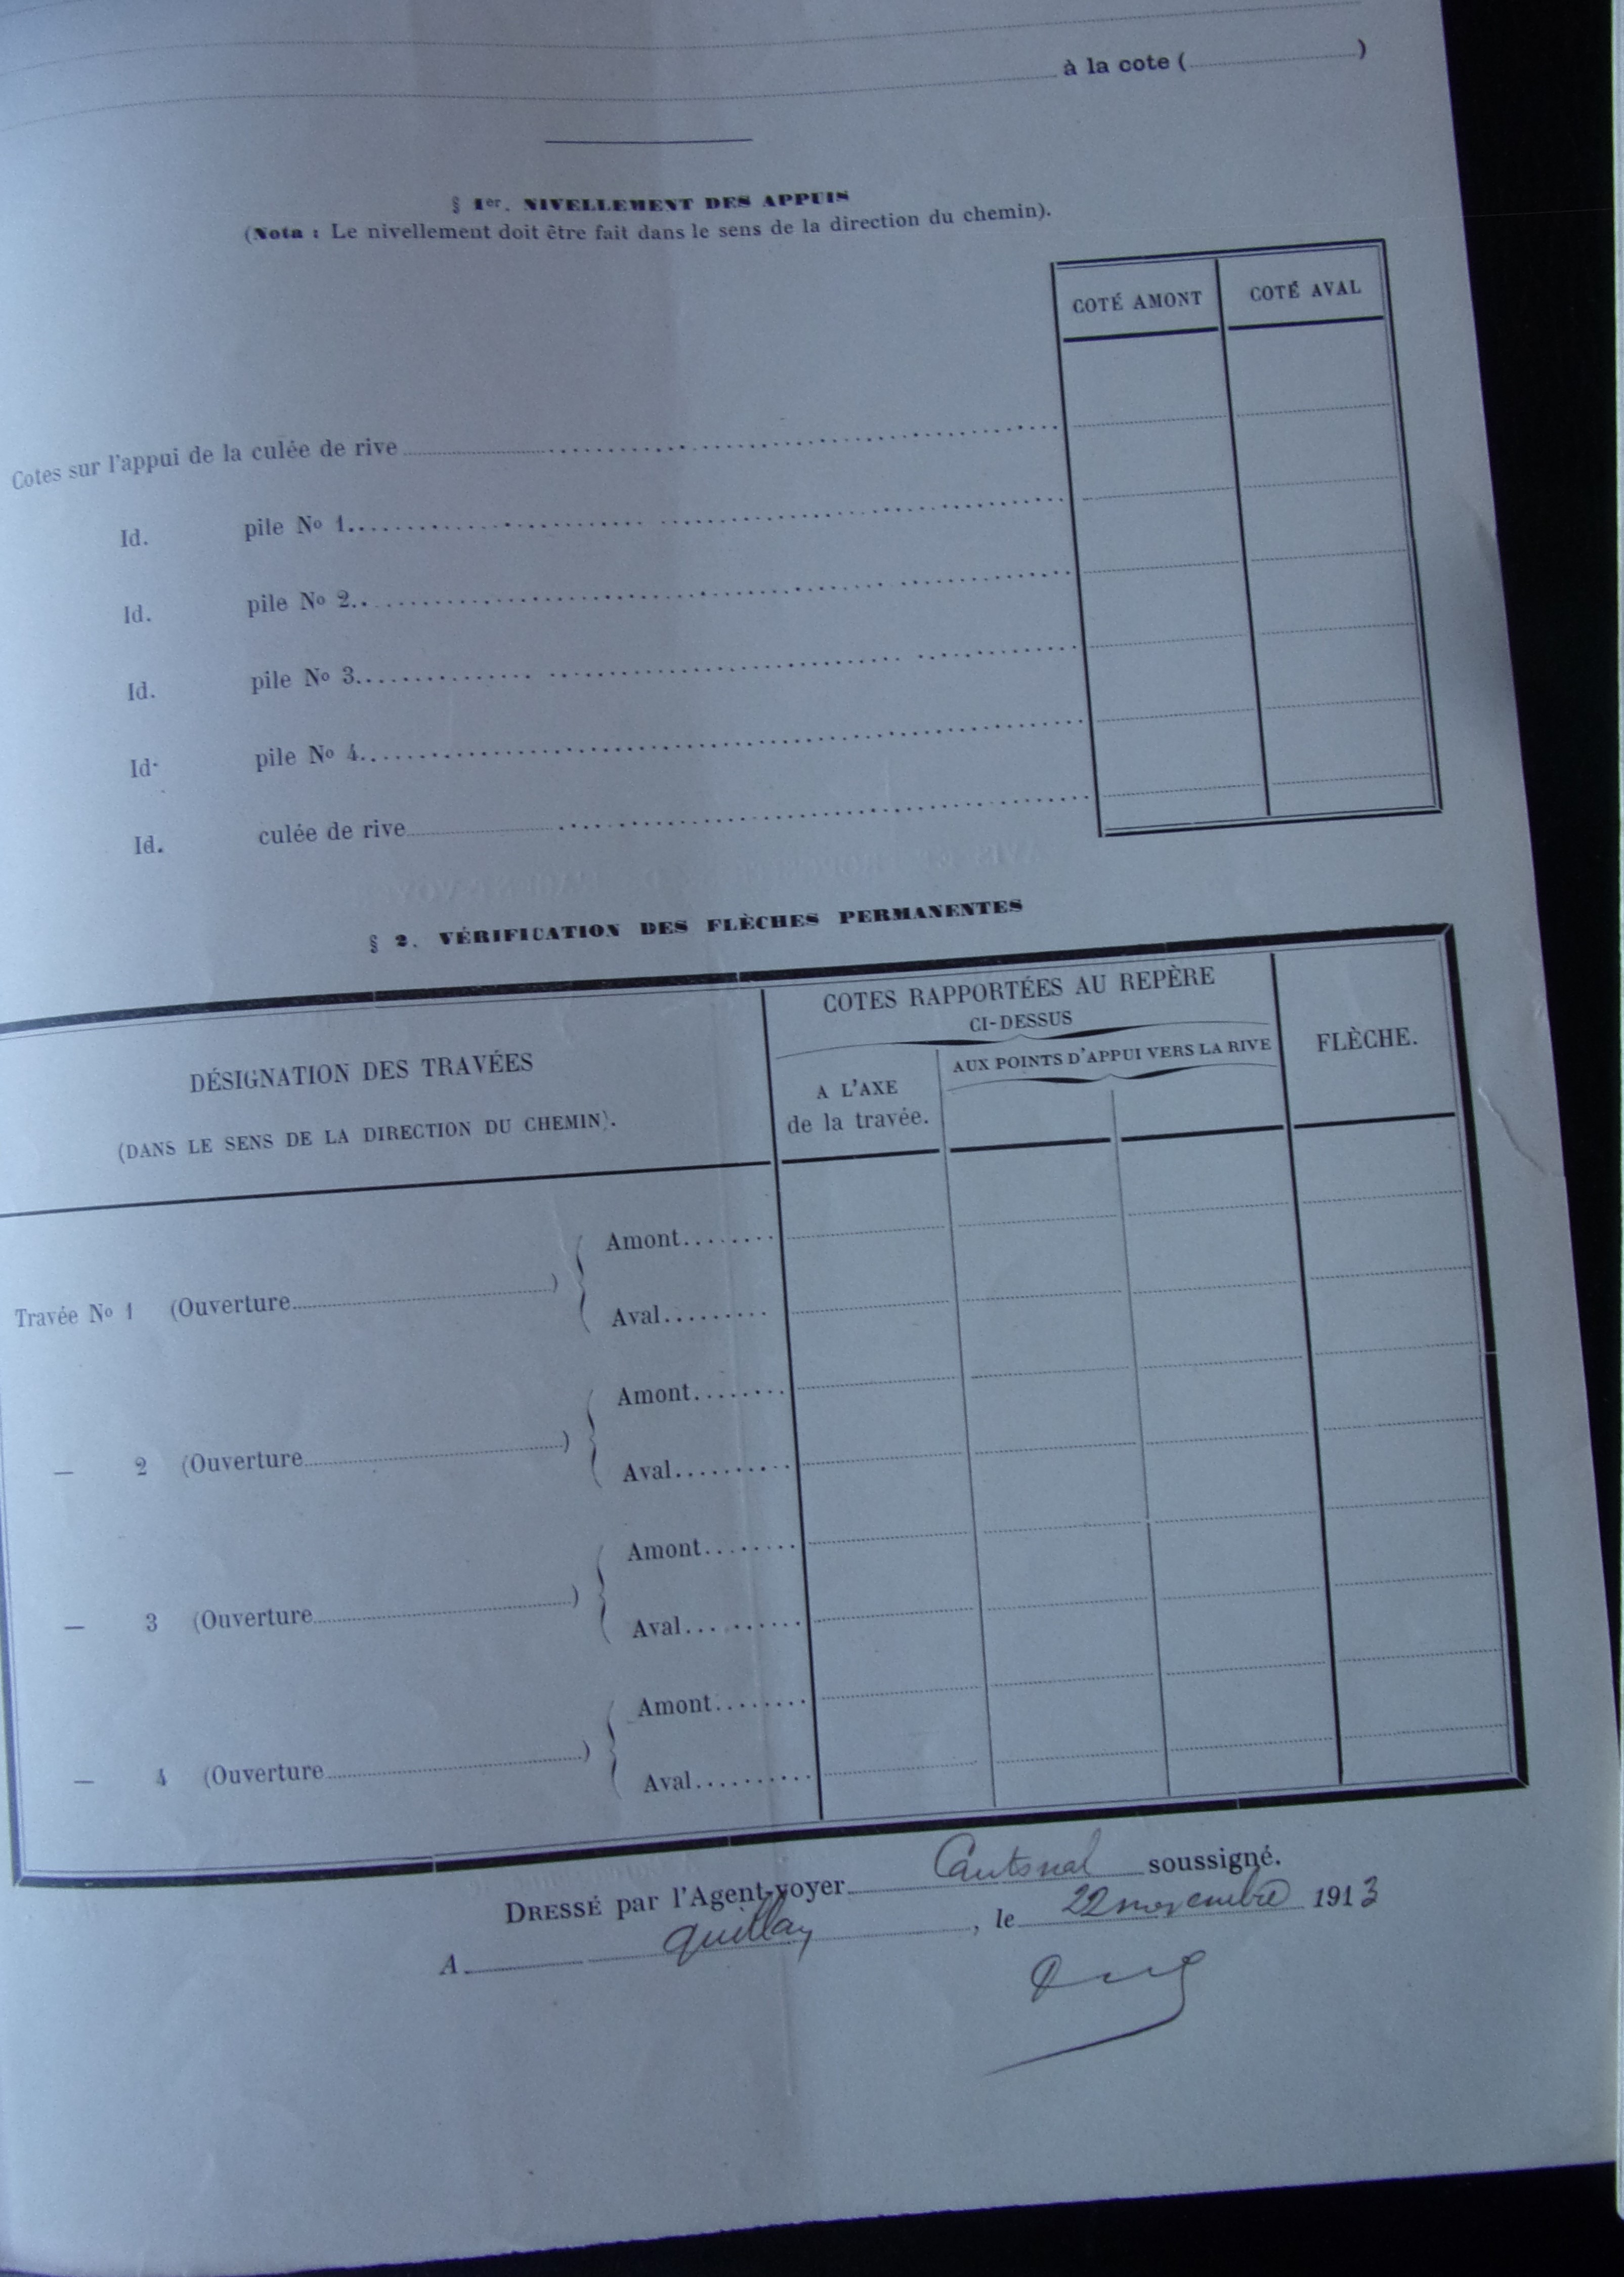 à la cote ( )
§ 1er. NIVELLEMENT DES APPUIS
(Nota : Le nivellement doit être fait dans le sens de la direction du chemin).
COTÉ AMONT COTÉ AVAL
Cotes sur l'appui de la culée de rive
Id. pile No 1
Id. pile No 2
Id. pile No 3
Id. pile No 4
Id. culée de rive
§ 2. VÉRIFICATION DES FLÈCHES PERMANENTES
DÉSIGNATION DES TRAVÉES
(DANS LE SENS DE LA DIRECTION DU CHEMIN).
COTES RAPPORTÉES AU REPÈRE
CI-DESSUS
A L'AXE
de la travée.
AUX POINTS D'APPUI VERS LA RIVE
FLÈCHE.
Travée No 1 (Ouverture )
Amont
Aval
— 2 (Ouverture )
Amont
Aval
— 3 (Ouverture )
Amont
Aval
— 4 (Ouverture )
Amont
Aval
DRESSÉ par l'Agent-voyer soussigné.
A , le 22 novembre 1913